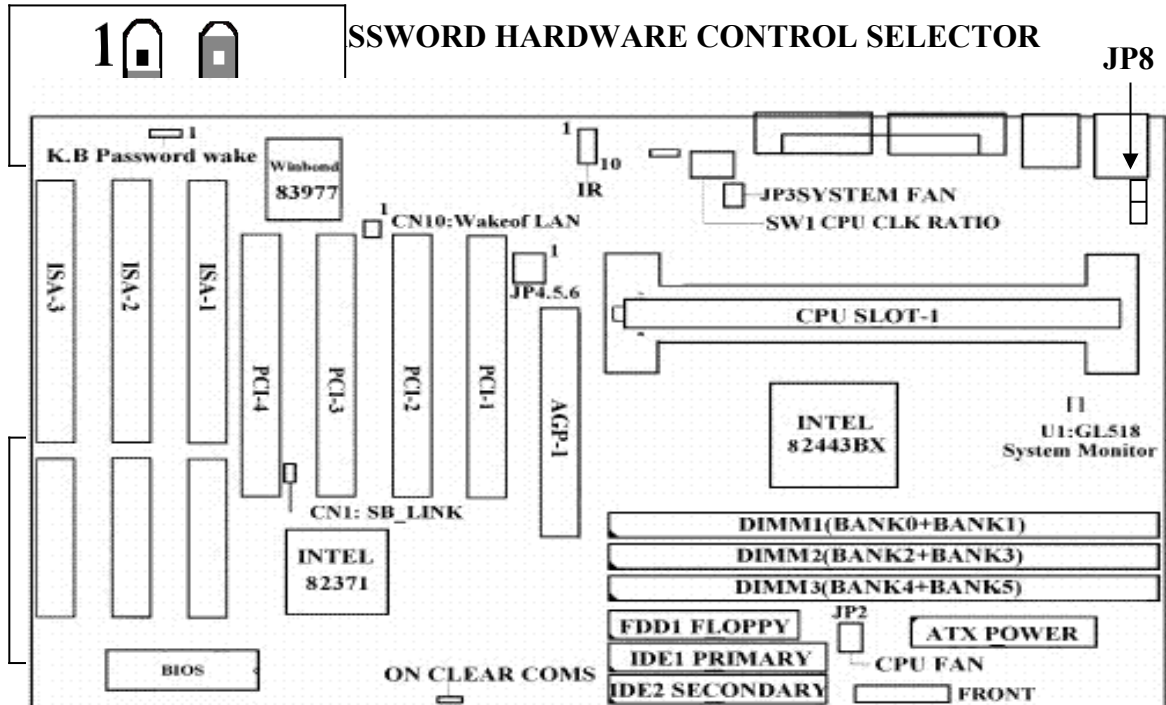 1
SSWORD HARDWARE CONTROL SELECTOR
JP8
1
K.B Password wake
Winbond
83977
1
10
IR
JP3SYSTEM FAN
SW1 CPU CLK RATIO
1
CN10:Wakeof LAN
1
JP4.5.6
ISA-3
ISA-2
ISA-1
PCI-4
PCI-3
PCI-2
PCI-1
AGP-1
CPU SLOT-1
INTEL
82443BX
U1:GL518
System Monitor
CN1: SB_LINK
INTEL
82371
DIMM1(BANK0+BANK1)
DIMM2(BANK2+BANK3)
DIMM3(BANK4+BANK5)
FDD1 FLOPPY
JP2
ATX POWER
IDE1 PRIMARY
CPU FAN
BIOS
ON CLEAR COMS
IDE2 SECONDARY
FRONT